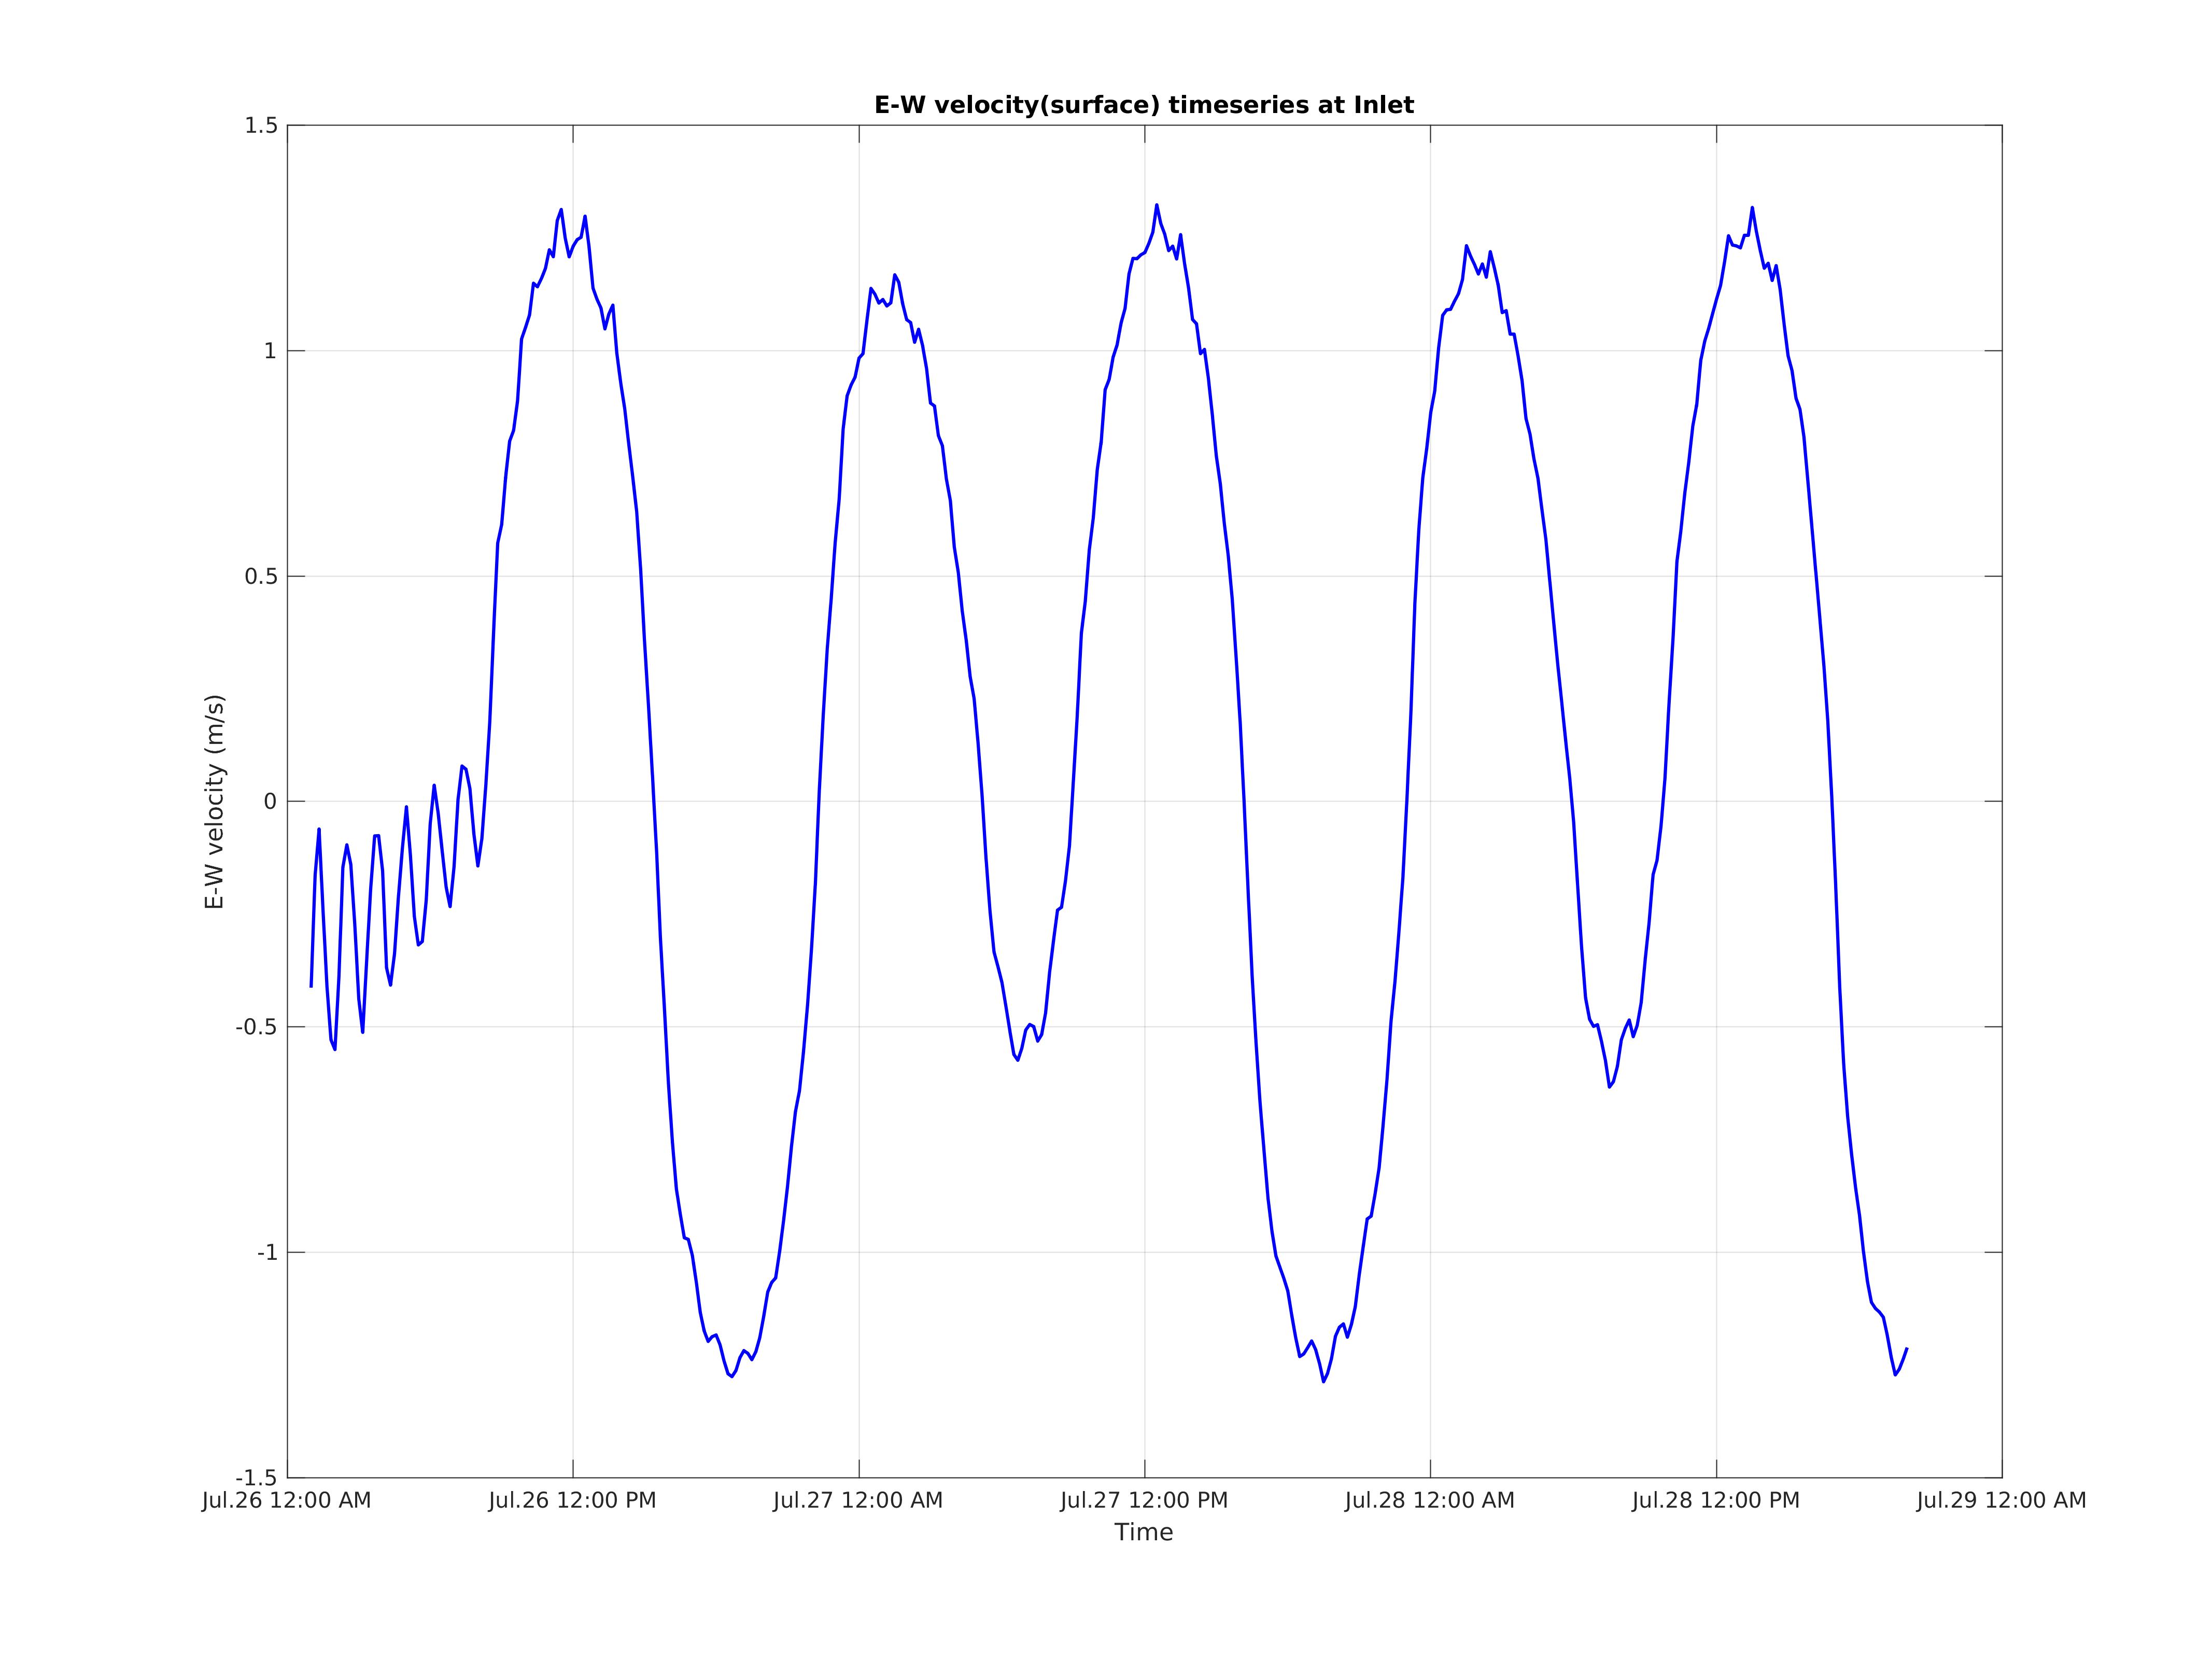 E-W velocity(surface) timeseries at Inlet
E-W velocity (m/s)
1.5
1
0.5
0
-0.5
-1
-1.5
Jul.26 12:00 AM Jul.26 12:00 PM Jul.27 12:00 AM Jul.27 12:00 PM Jul.28 12:00 AM Jul.28 12:00 PM Jul.29 12:00 AM
Time